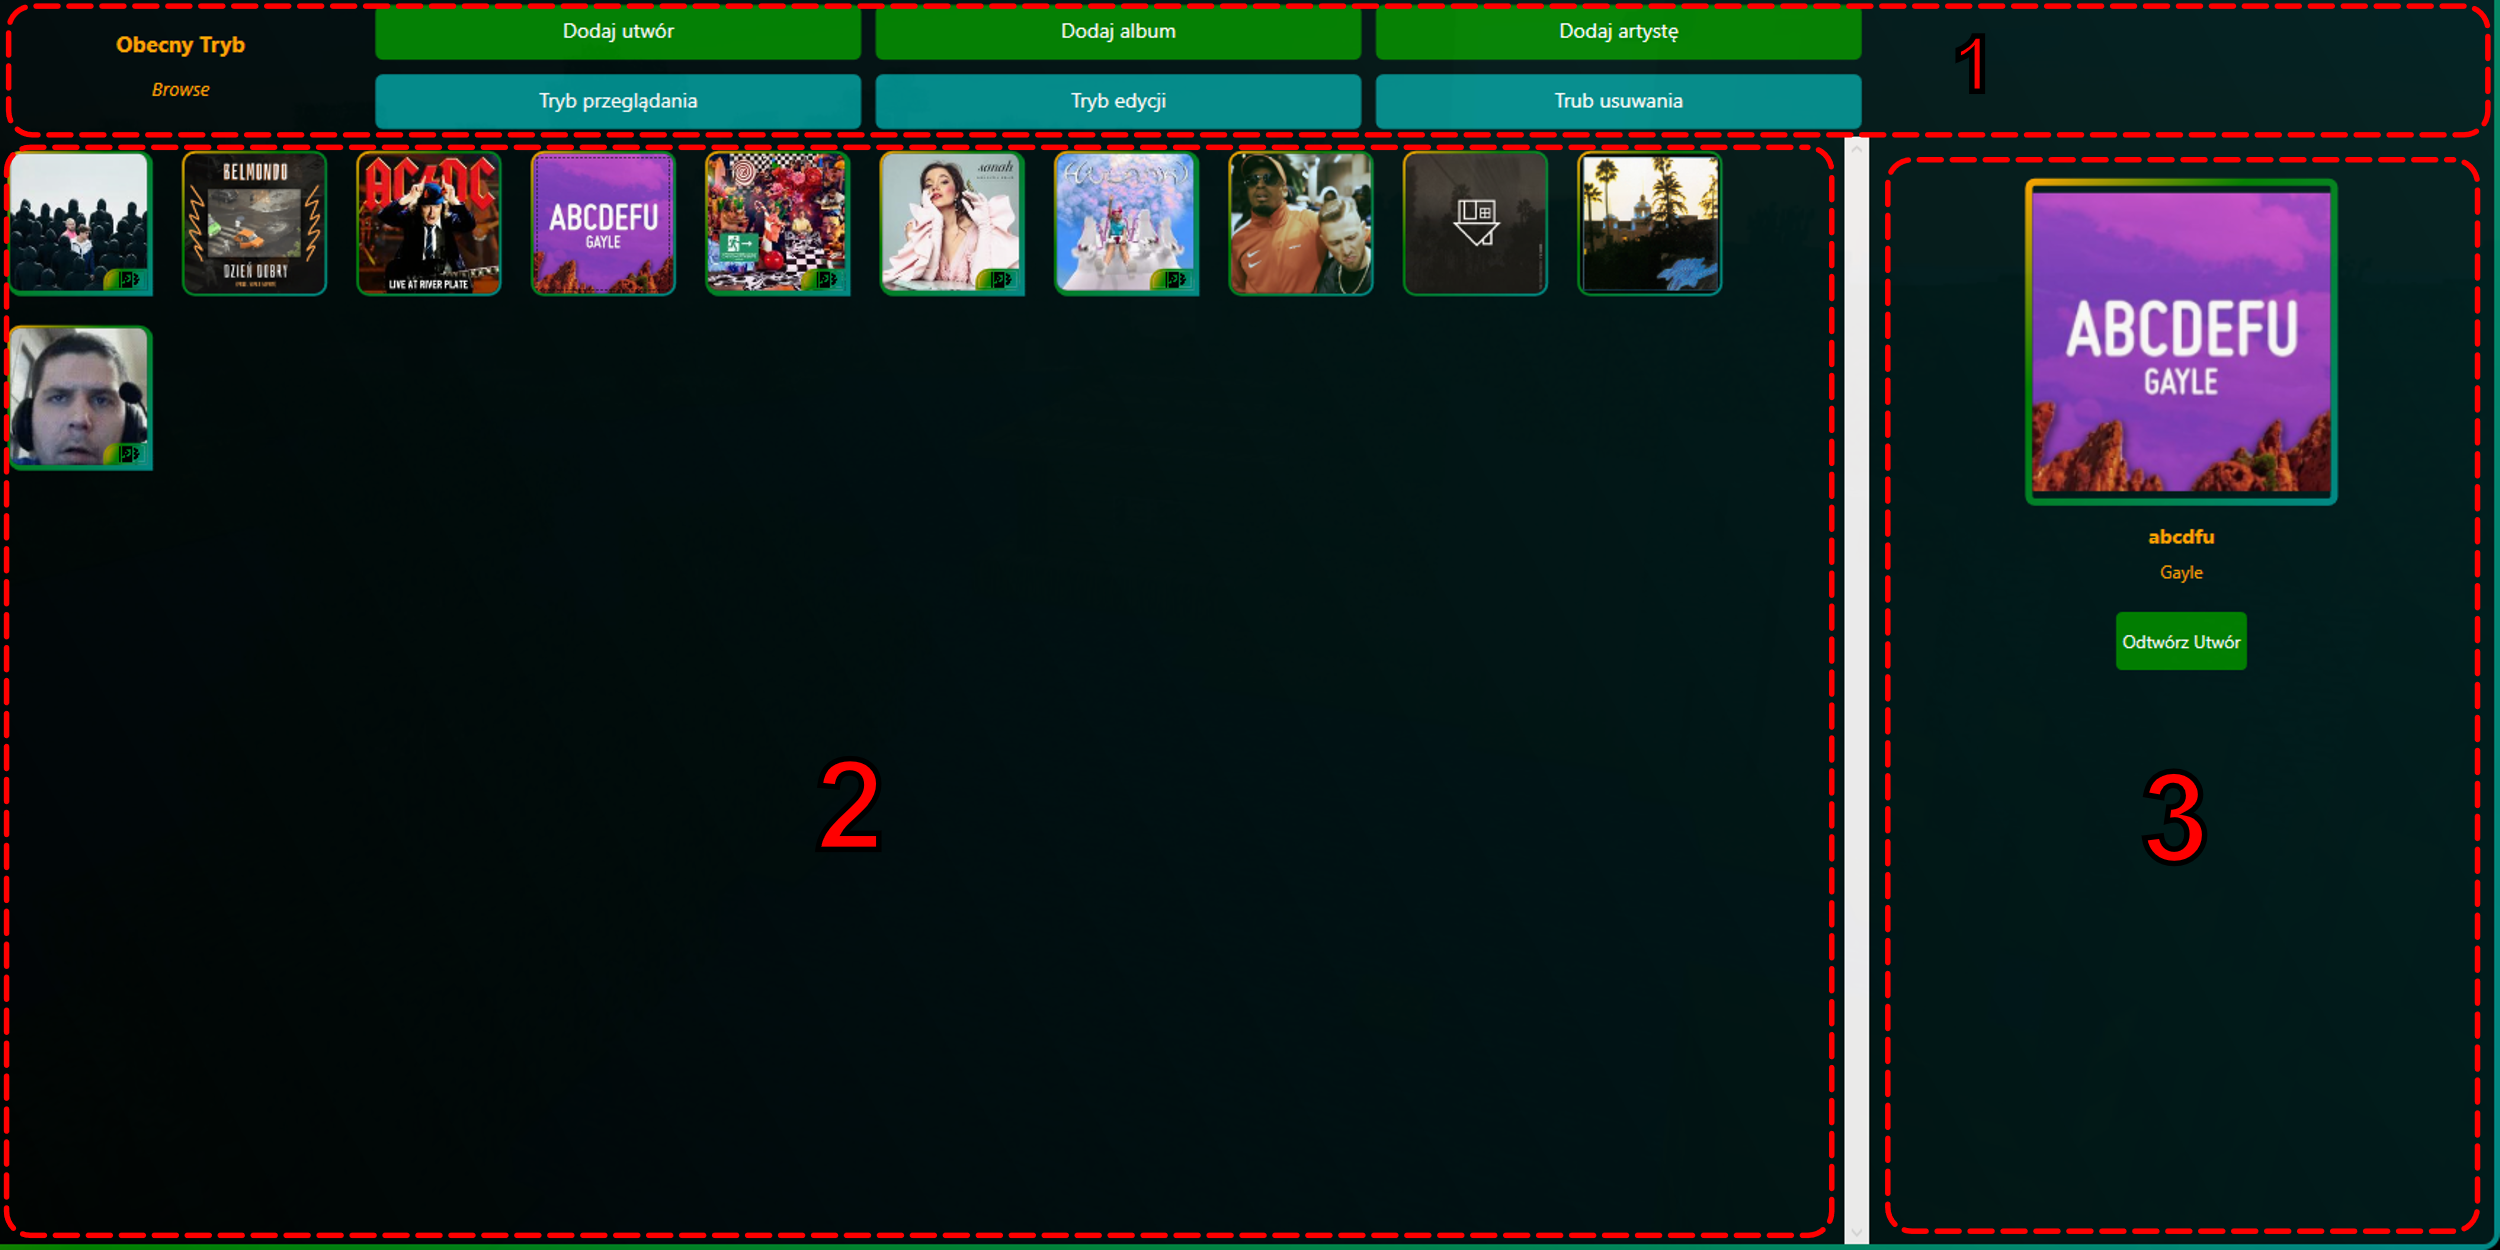 Obecny Tryb
Browse
Dodaj utwór
Dodaj album
Dodaj artystę
Tryb przeglądania
Tryb edycji
Trub usuwania
1
BELMONDO
DZIEŃ DOBRY
AC DC
LIVE AT RIVER PLATE
ABCDEFU
GAYLE
sanah
2
ABCDEFU
GAYLE
abcdfu
Gayle
Odtwórz Utwór
3